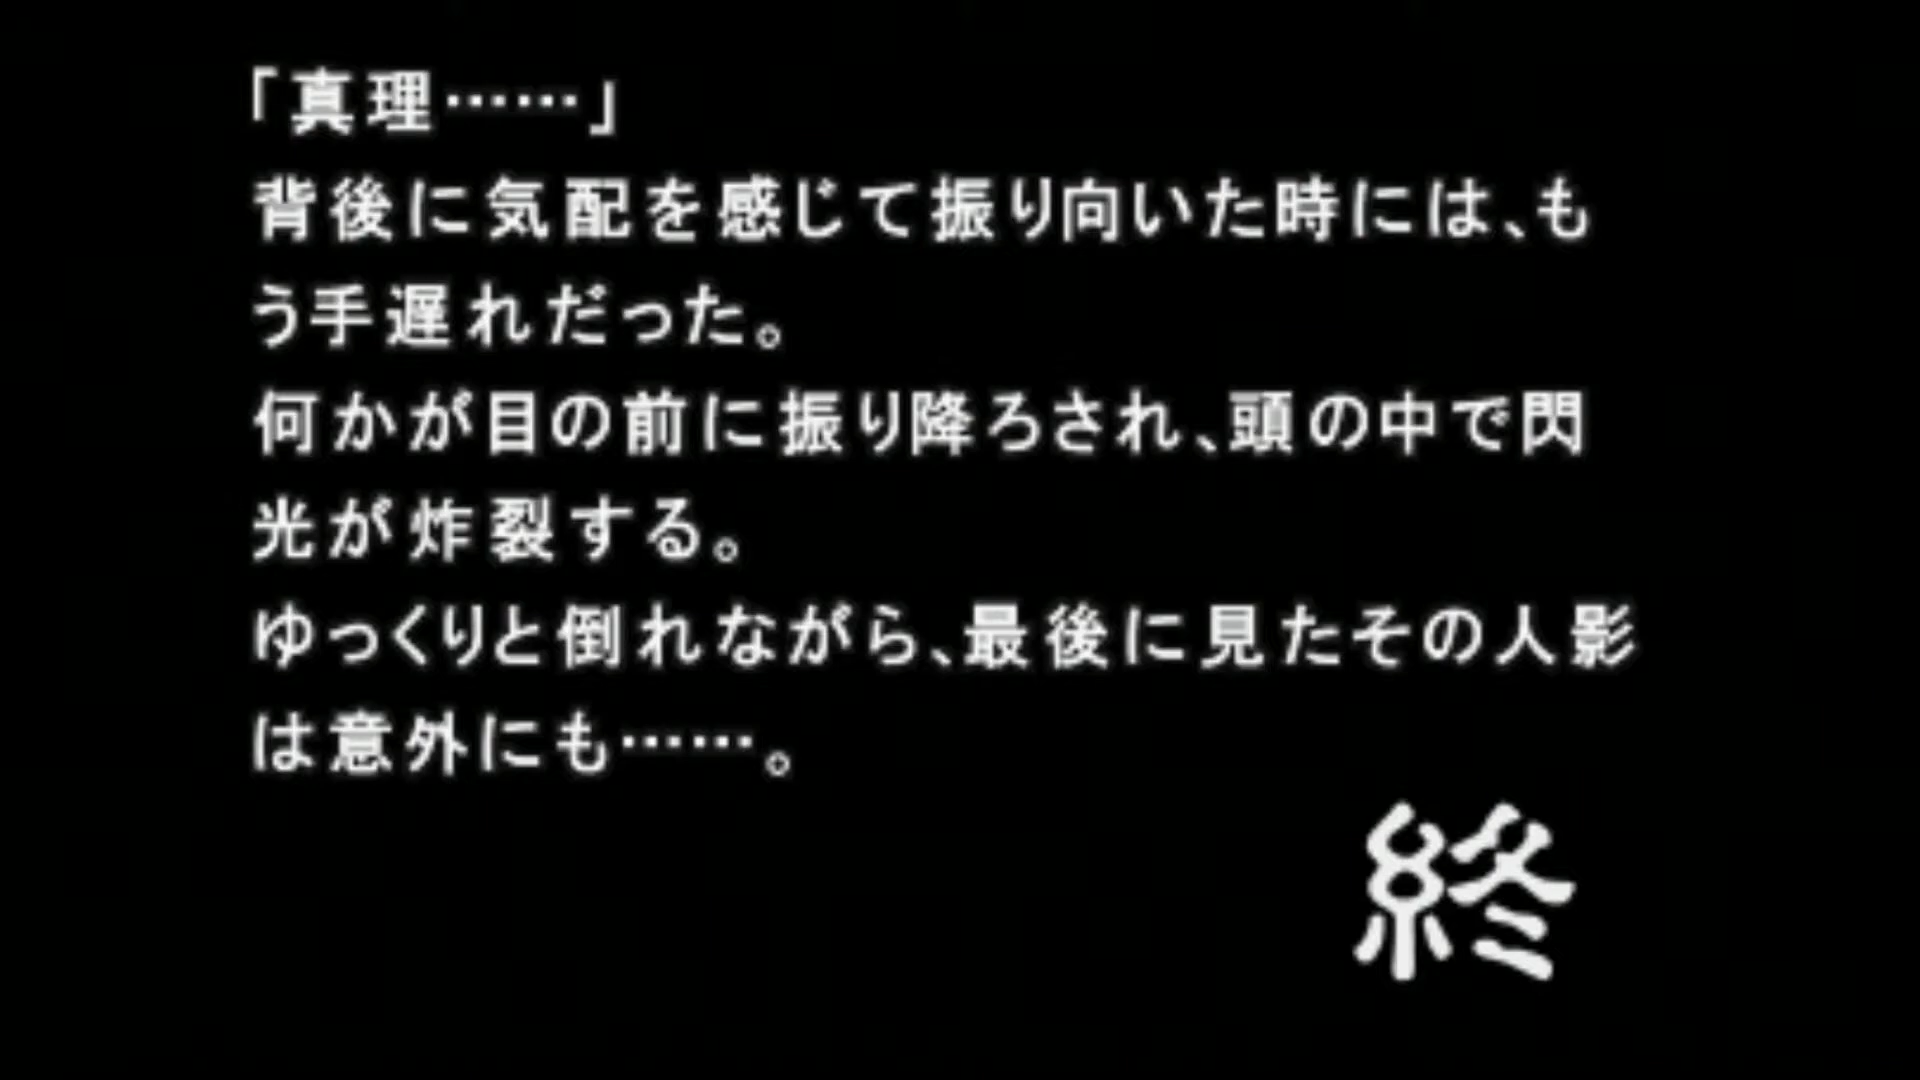 「真理……」
背後に気配を感じて振り向いた時には、も
う手遅れだった。
何かが目の前に振り降ろされ、頭の中で閃
光が炸裂する。
ゆっくりと倒れながら、最後に見たその人影
は意外にも……。
終